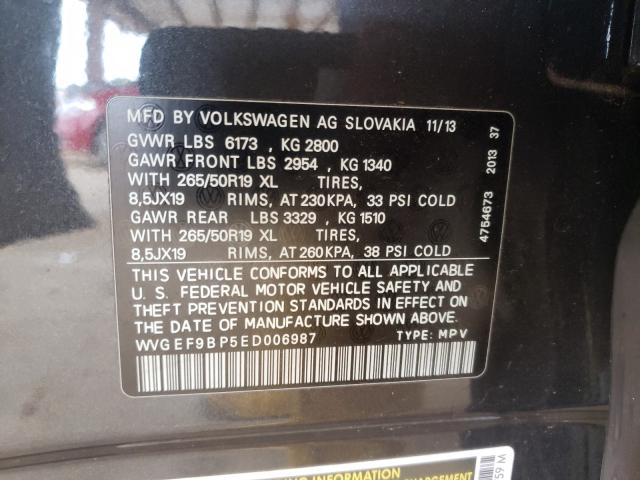 MFD BY VOLKSWAGEN AG SLOVAKIA 11/13
GVWR LBS 6173 , KG 2800
GAWR FRONT LBS 2954 , KG 1340
WITH 265/50R19 XL TIRES,
8,5JX19 RIMS, AT 230KPA, 33 PSI COLD
GAWR REAR LBS 3329 , KG 1510
WITH 265/50R19 XL TIRES,
8,5JX19 RIMS, AT 260KPA, 38 PSI COLD
THIS VEHICLE CONFORMS TO ALL APPLICABLE
U. S. FEDERAL MOTOR VEHICLE SAFETY AND
THEFT PREVENTION STANDARDS IN EFFECT ON
THE DATE OF MANUFACTURE SHOWN ABOVE.
WVGEF9BP5ED006987 TYPE: MPV
4754673 2013 37
INFORMATION